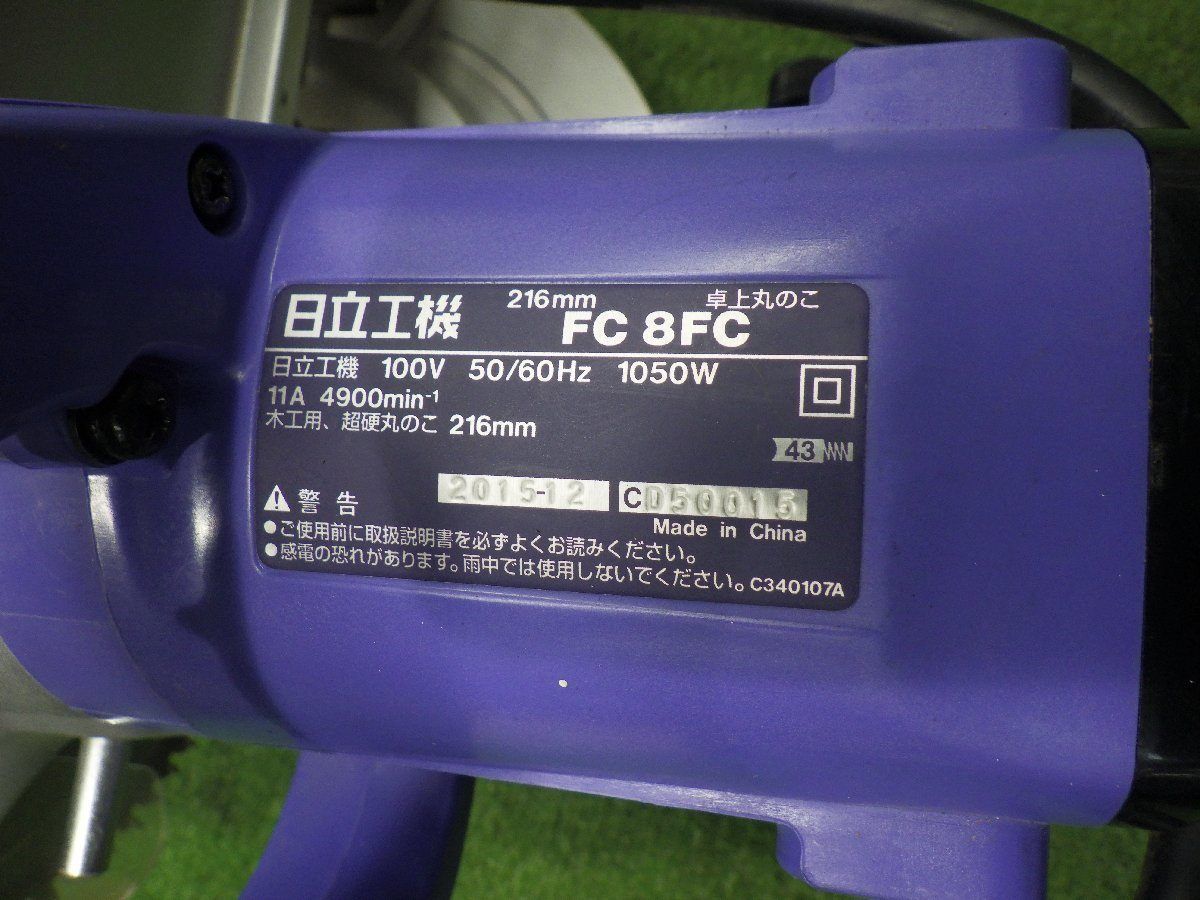 216mm 卓上丸のこ
日立工機 FC 8FC
日立工機 100V 50/60Hz 1050W
11A 4900min-1
木工用、超硬丸のこ 216mm
43
2015-12 CD50015
Made in China
警告
●ご使用前に取扱説明書を必ずよくお読みください。
●感電の恐れがあります。雨中では使用しないでください。 C340107A